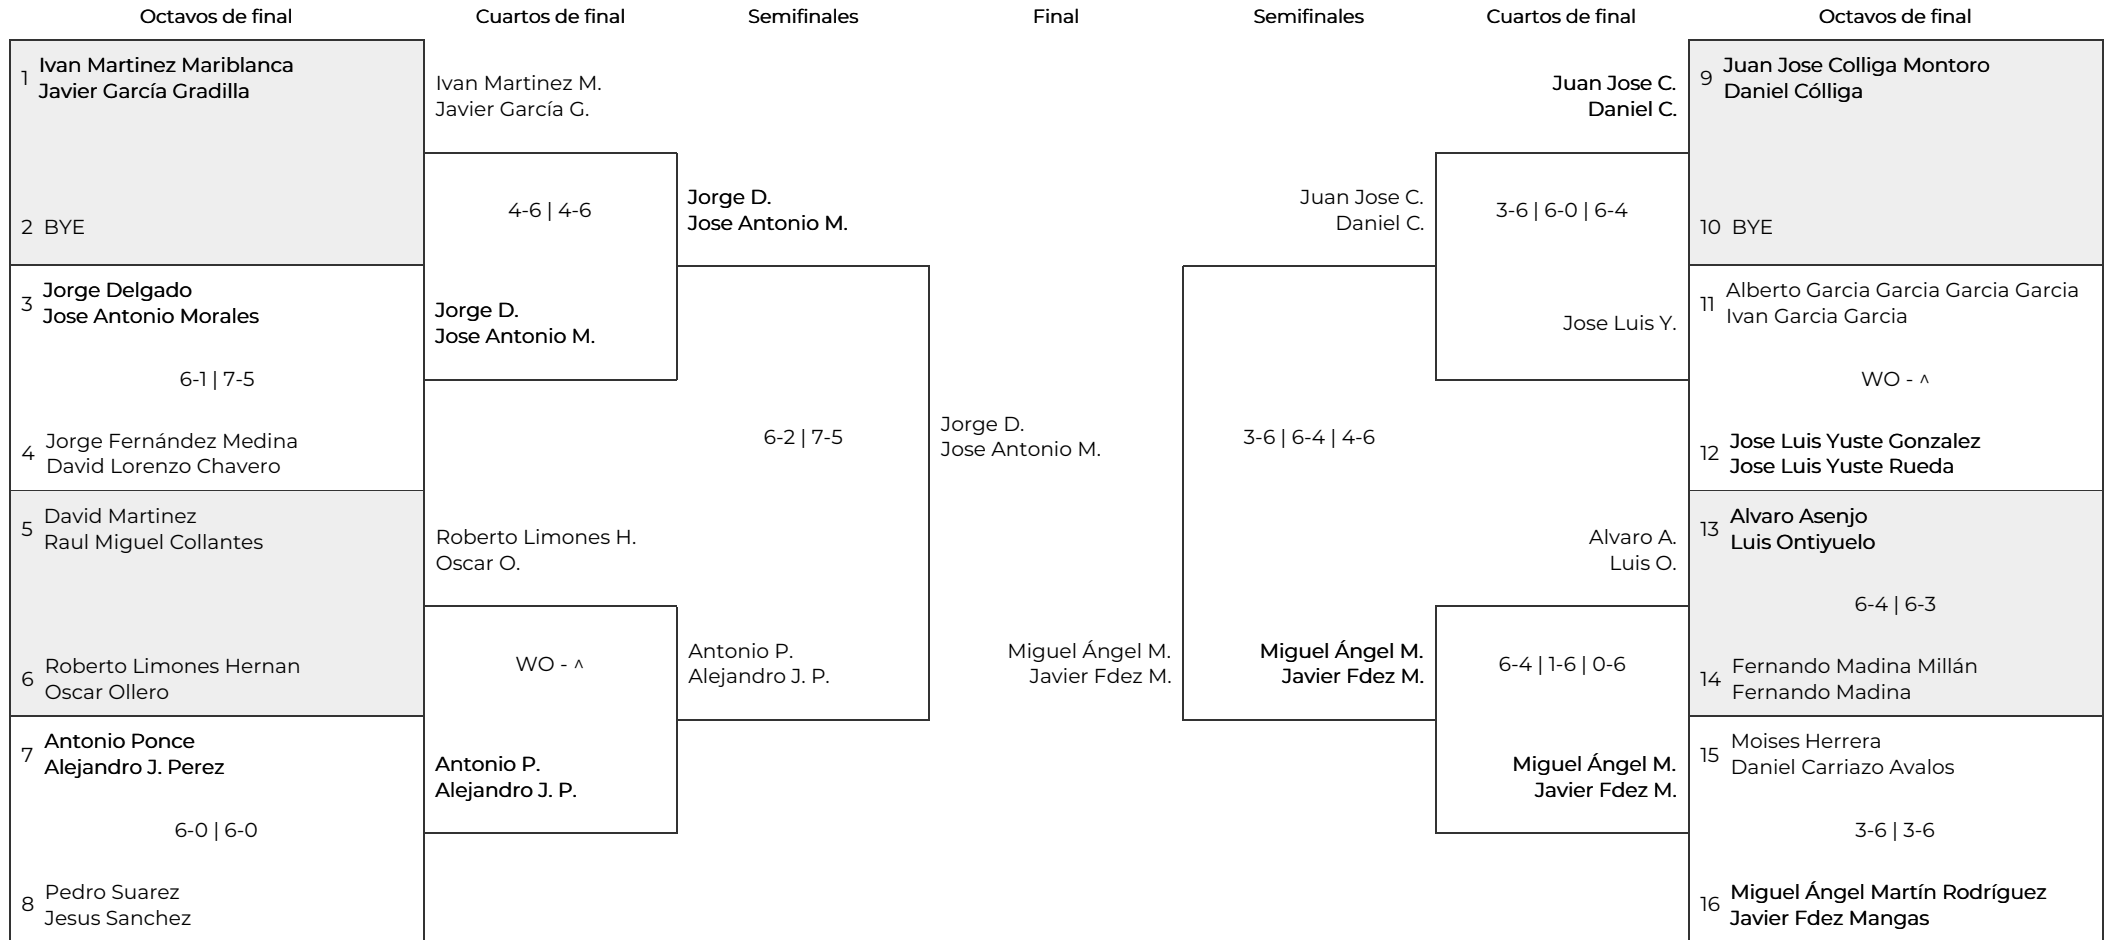 Octavos de final
Cuartos de final
Semifinales
Final
Semifinales
Cuartos de final
Octavos de final
1
Ivan Martinez Mariblanca
Javier García Gradilla
2 BYE
3
Jorge Delgado
Jose Antonio Morales
6-1 | 7-5
4
Jorge Fernández Medina
David Lorenzo Chavero
5
David Martinez
Raul Miguel Collantes
6
Roberto Limones Hernan
Oscar Ollero
7
Antonio Ponce
Alejandro J. Perez
6-0 | 6-0
8
Pedro Suarez
Jesus Sanchez
Ivan Martinez M.
Javier García G.
4-6 | 4-6
Jorge D.
Jose Antonio M.
Roberto Limones H.
Oscar O.
WO - ^
Antonio P.
Alejandro J. P.
Jorge D.
Jose Antonio M.
6-2 | 7-5
Antonio P.
Alejandro J. P.
Jorge D.
Jose Antonio M.
Miguel Ángel M.
Javier Fdez M.
Juan Jose C.
Daniel C.
3-6 | 6-4 | 4-6
Miguel Ángel M.
Javier Fdez M.
Juan Jose C.
Daniel C.
3-6 | 6-0 | 6-4
Jose Luis Y.
Alvaro A.
Luis O.
6-4 | 1-6 | 0-6
Miguel Ángel M.
Javier Fdez M.
9
Juan Jose Colliga Montoro
Daniel Cólliga
10 BYE
11
Alberto Garcia Garcia Garcia Garcia
Ivan Garcia Garcia
WO - ^
12
Jose Luis Yuste Gonzalez
Jose Luis Yuste Rueda
13
Alvaro Asenjo
Luis Ontiyuelo
6-4 | 6-3
14
Fernando Madina Millán
Fernando Madina
15
Moises Herrera
Daniel Carriazo Avalos
3-6 | 3-6
16
Miguel Ángel Martín Rodríguez
Javier Fdez Mangas